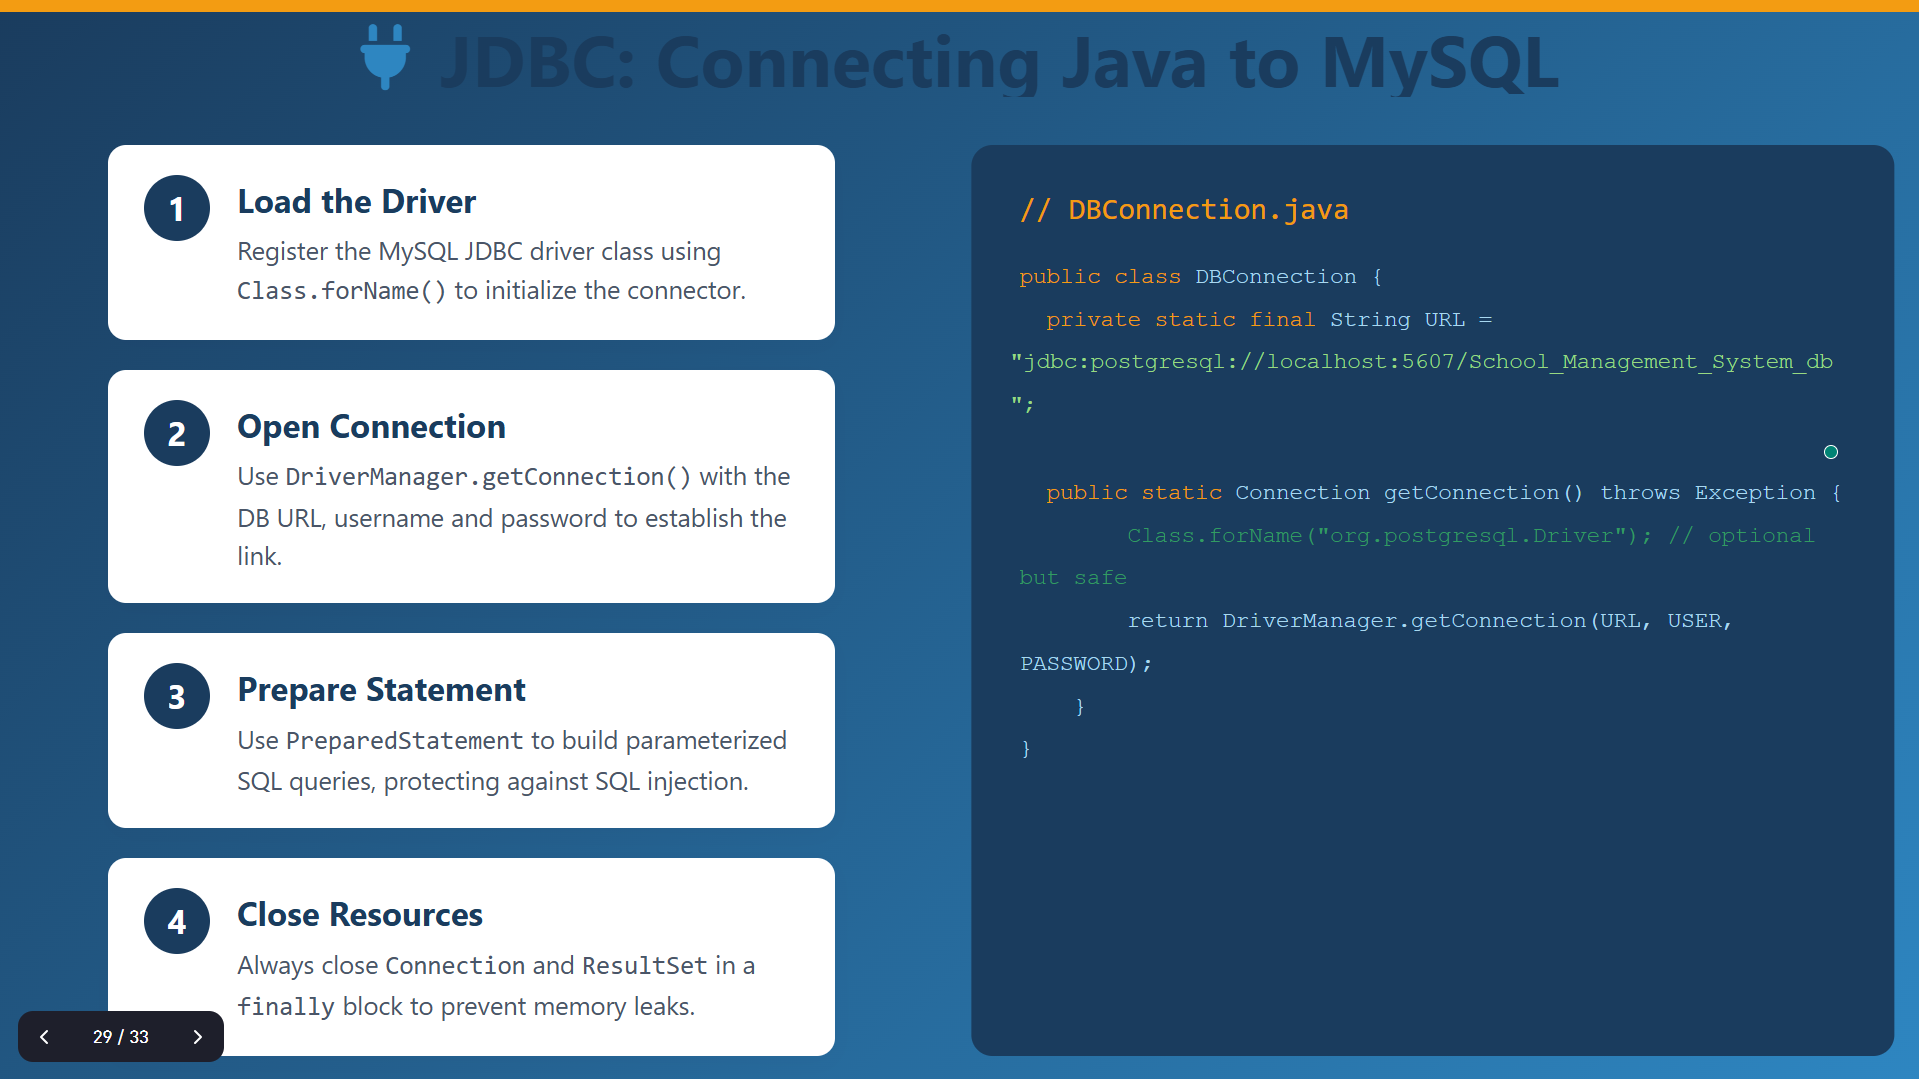 JDBC: Connecting Java to MySQL
1
Load the Driver
Register the MySQL JDBC driver class using
Class.forName() to initialize the connector.
2
Open Connection
Use DriverManager.getConnection() with the
DB URL, username and password to establish the
link.
3
Prepare Statement
Use PreparedStatement to build parameterized
SQL queries, protecting against SQL injection.
4
Close Resources
Always close Connection and ResultSet in a
finally block to prevent memory leaks.
// DBConnection.java
public class DBConnection {
private static final String URL =
"jdbc:postgresql://localhost:5607/School_Management_System_db
";
public static Connection getConnection() throws Exception {
Class.forName("org.postgresql.Driver"); // optional
but safe
return DriverManager.getConnection(URL, USER,
PASSWORD);
}
}
29 / 33